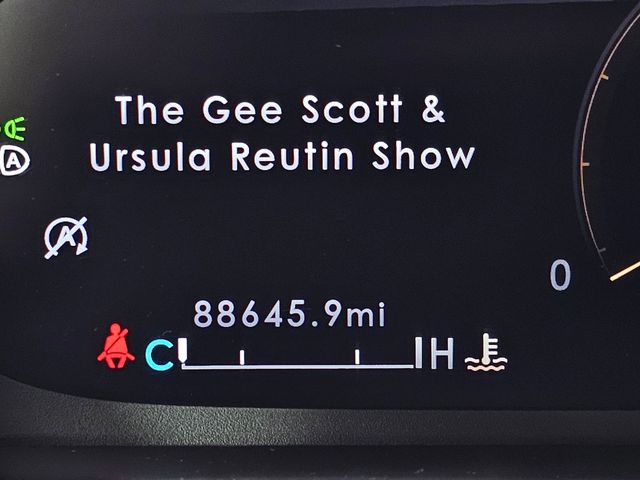 The Gee Scott &
Ursula Reutin Show
A
A
0
88645.9mi
C H